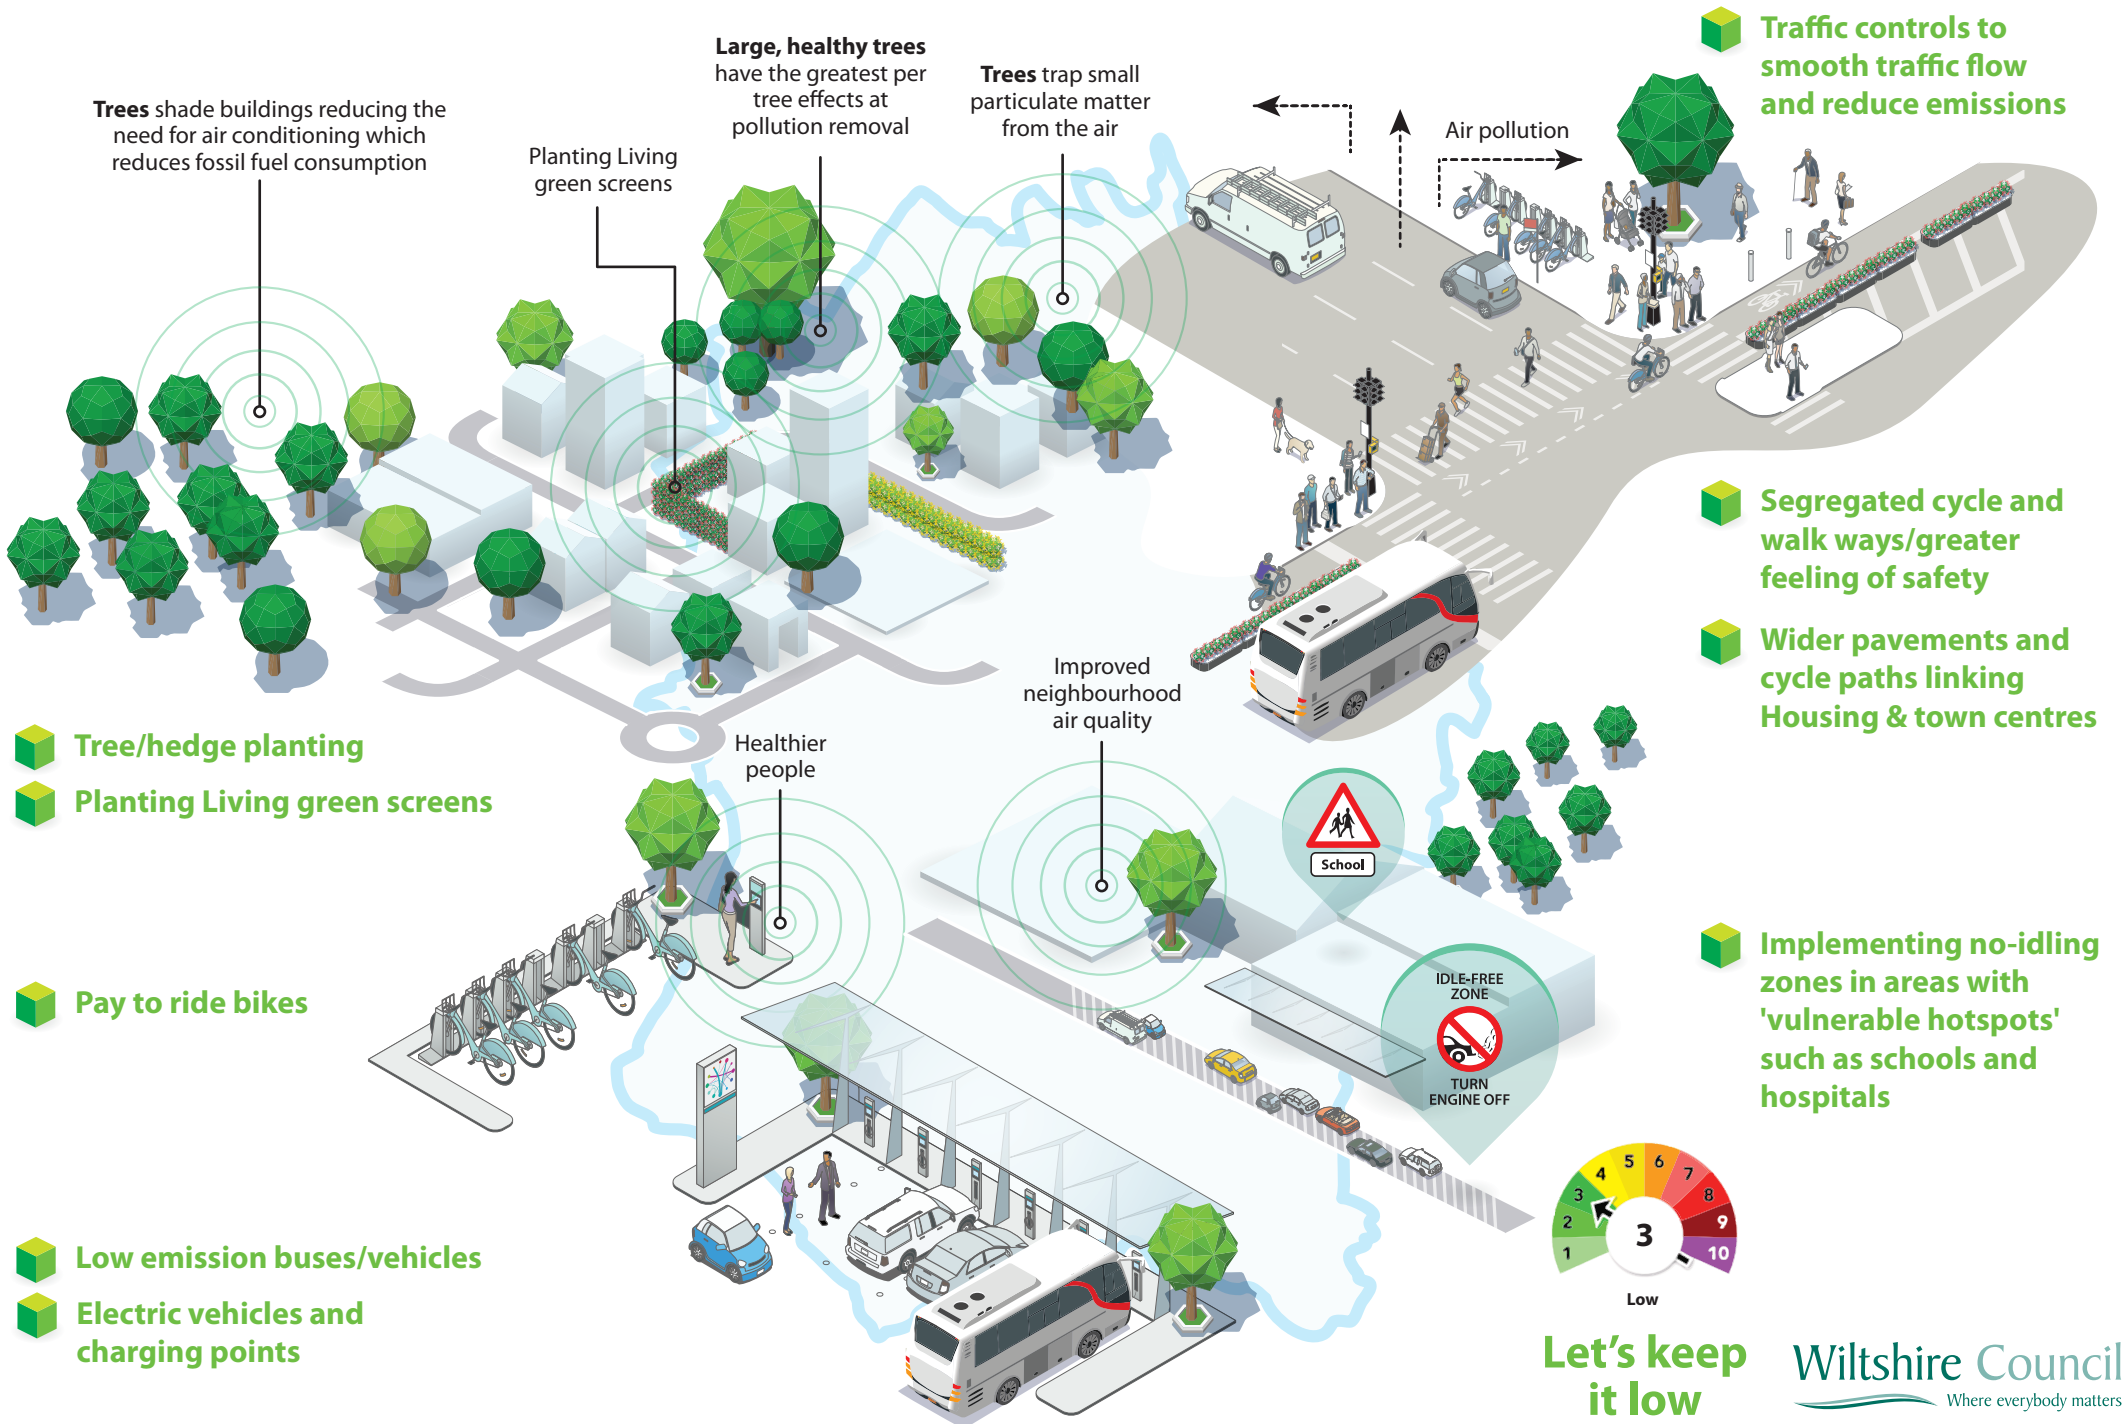 Trees shade buildings reducing the
need for air conditioning which
reduces fossil fuel consumption
Planting Living
green screens
Large, healthy trees
have the greatest per
tree effects at
pollution removal
Trees trap small
particulate matter
from the air
Air pollution
Traffic controls to
smooth traffic flow
and reduce emissions
Segregated cycle and
walk ways/greater
feeling of safety
Wider pavements and
cycle paths linking
Housing & town centres
Tree/hedge planting
Planting Living green screens
Healthier
people
Improved
neighbourhood
air quality
School
Pay to ride bikes
IDLE-FREE
ZONE
TURN
ENGINE OFF
Implementing no-idling
zones in areas with
'vulnerable hotspots'
such as schools and
hospitals
Low emission buses/vehicles
Electric vehicles and
charging points
1
2
3
4
5
6
7
8
9
10
3
Low
Let's keep
it low
Wiltshire Council
Where everybody matters